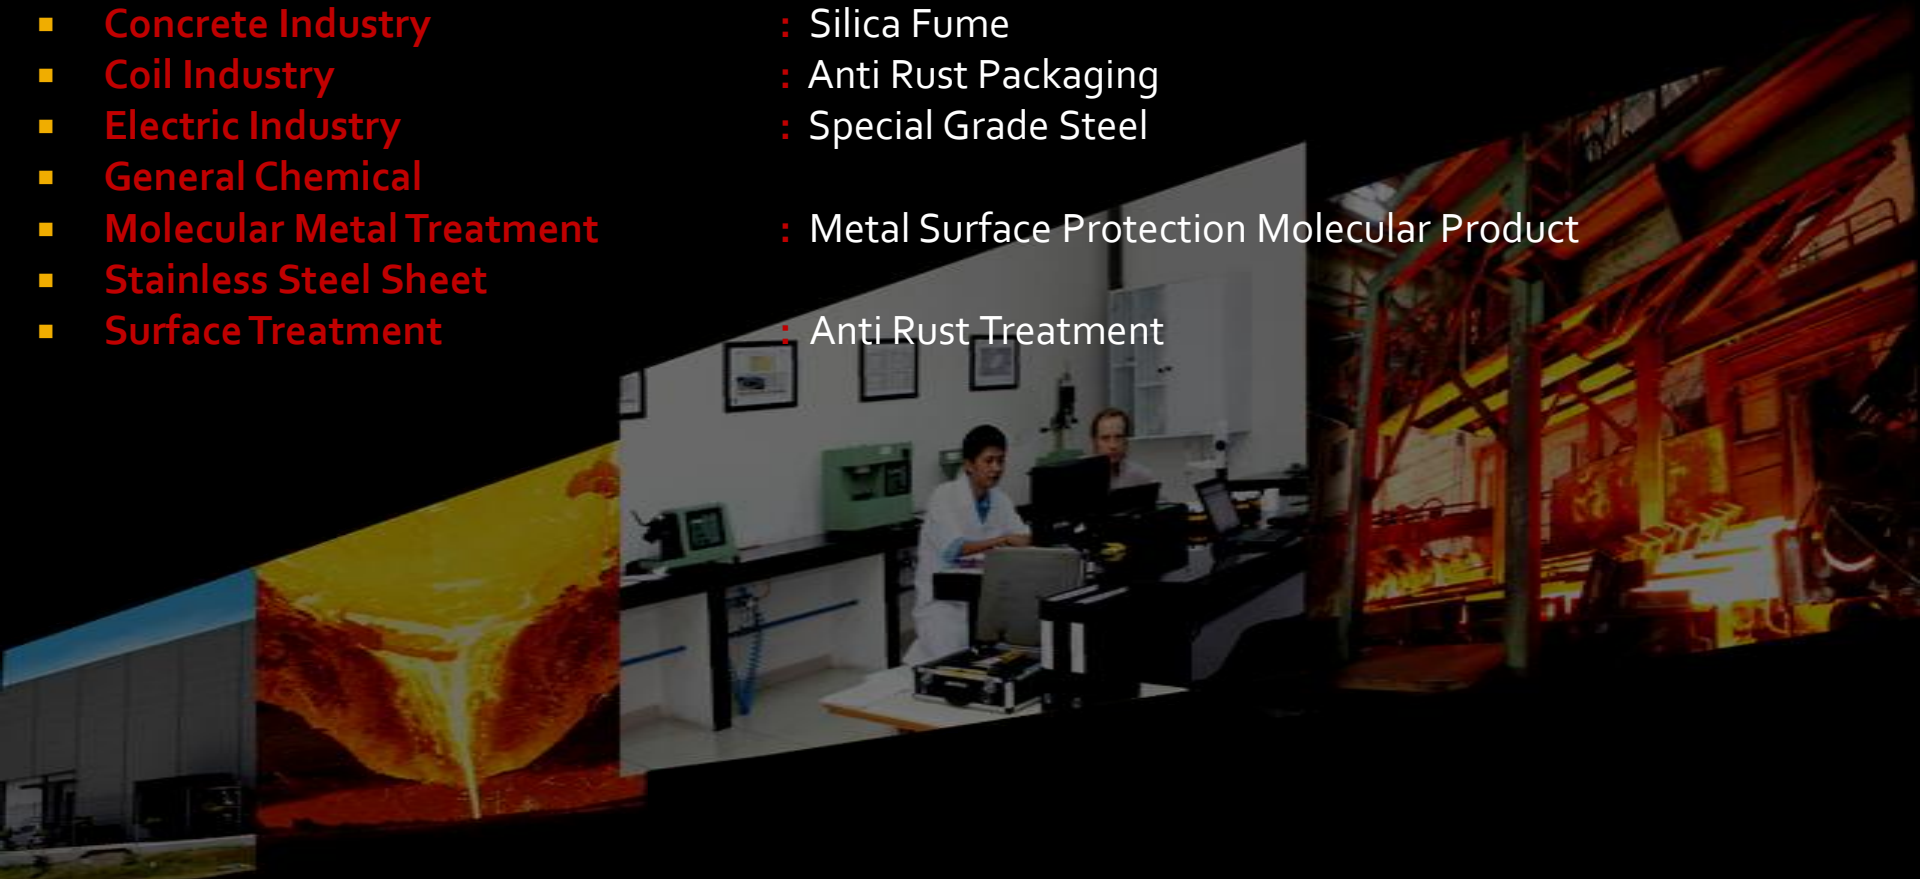 ▪ Concrete Industry : Silica Fume
▪ Coil Industry : Anti Rust Packaging
▪ Electric Industry : Special Grade Steel
▪ General Chemical
▪ Molecular Metal Treatment : Metal Surface Protection Molecular Product
▪ Stainless Steel Sheet
▪ Surface Treatment : Anti Rust Treatment